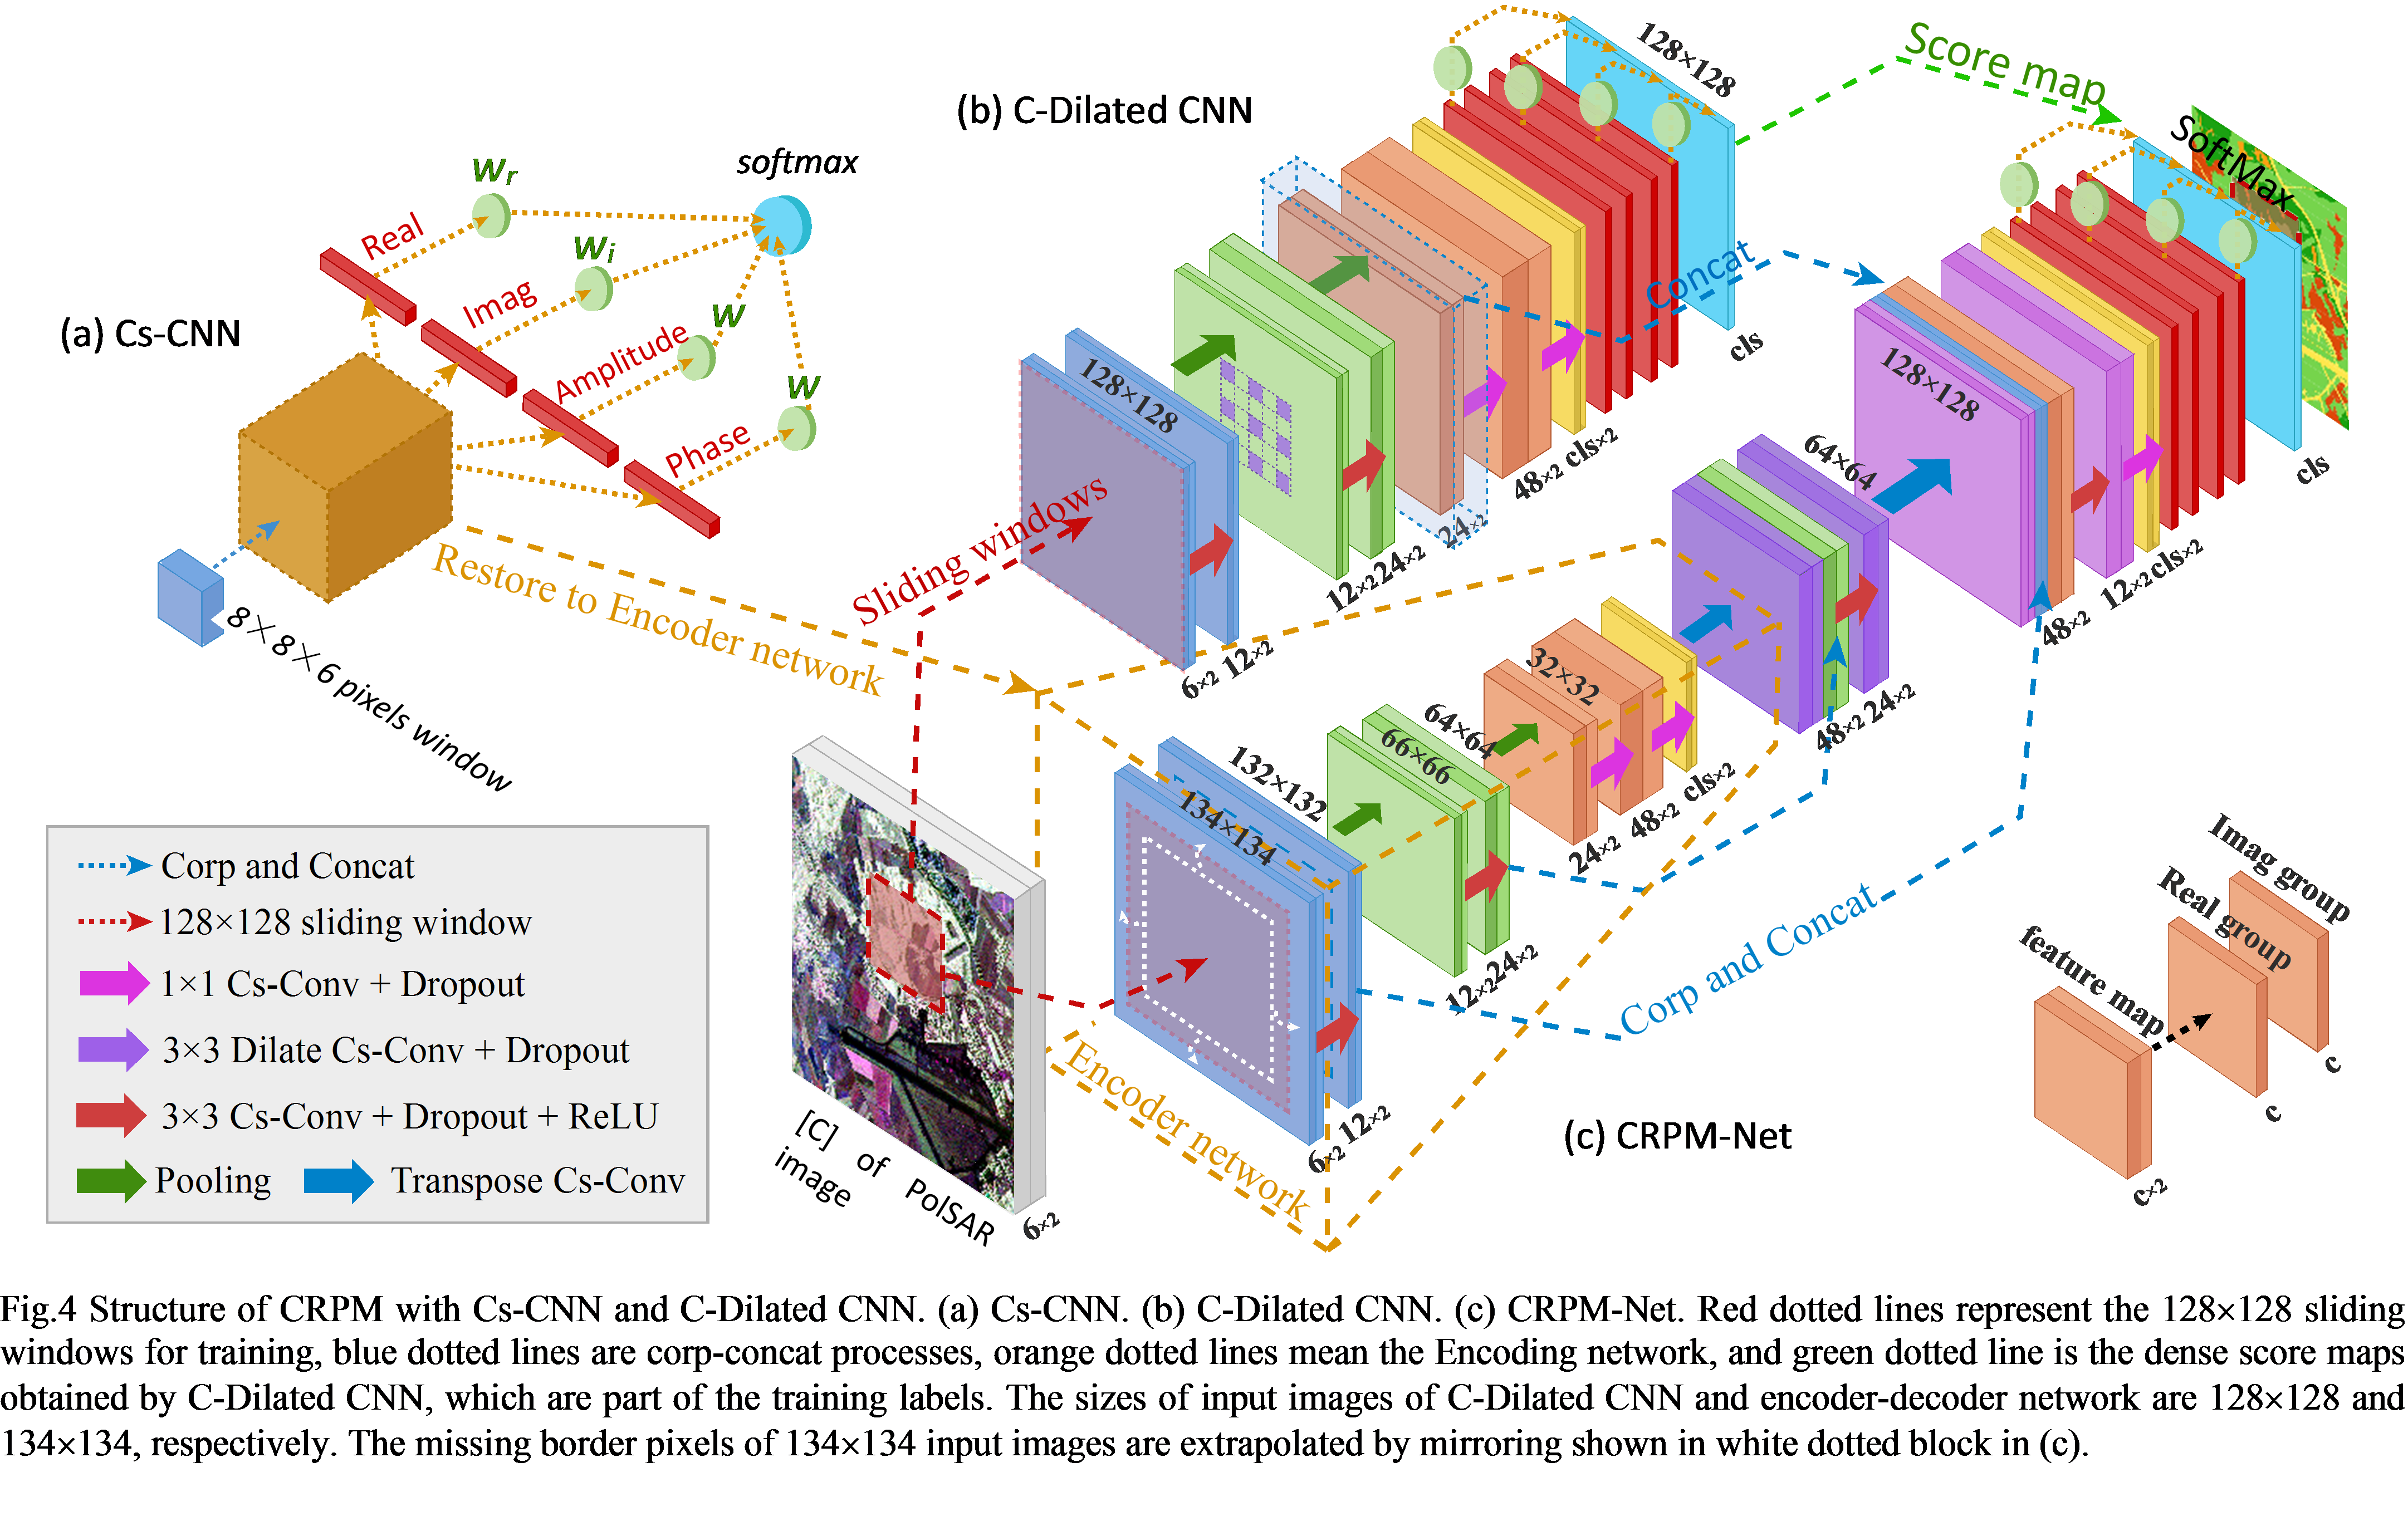 (a) Cs-CNN
Real
Imag
Amplitude
Phase
Wr
Wi
W
W
softmax
8×8×6 pixels window
Restore to Encoder network
(b) C-Dilated CNN
Sliding windows
128×128
6×2 12×2
12×2 24×2
24×2
48×2 cls×2
128×128
cls
Concat
Score map
SoftMax
[C] of PolSAR
image
6×2
Encoder network
134×134
132×132
6×2 12×2
66×66
64×64
12×2 24×2
32×32
24×2 48×2 cls×2
64×64
48×2 24×2
128×128
48×2
12×2 cls×2
cls
Corp and Concat
(c) CRPM-Net
feature map
Real group
Imag group
c×2
c
c
Corp and Concat
128×128 sliding window
1×1 Cs-Conv + Dropout
3×3 Dilate Cs-Conv + Dropout
3×3 Cs-Conv + Dropout + ReLU
Pooling
Transpose Cs-Conv
Fig.4 Structure of CRPM with Cs-CNN and C-Dilated CNN. (a) Cs-CNN. (b) C-Dilated CNN. (c) CRPM-Net. Red dotted lines represent the 128×128 sliding
windows for training, blue dotted lines are corp-concat processes, orange dotted lines mean the Encoding network, and green dotted line is the dense score maps
obtained by C-Dilated CNN, which are part of the training labels. The sizes of input images of C-Dilated CNN and encoder-decoder network are 128×128 and
134×134, respectively. The missing border pixels of 134×134 input images are extrapolated by mirroring shown in white dotted block in (c).